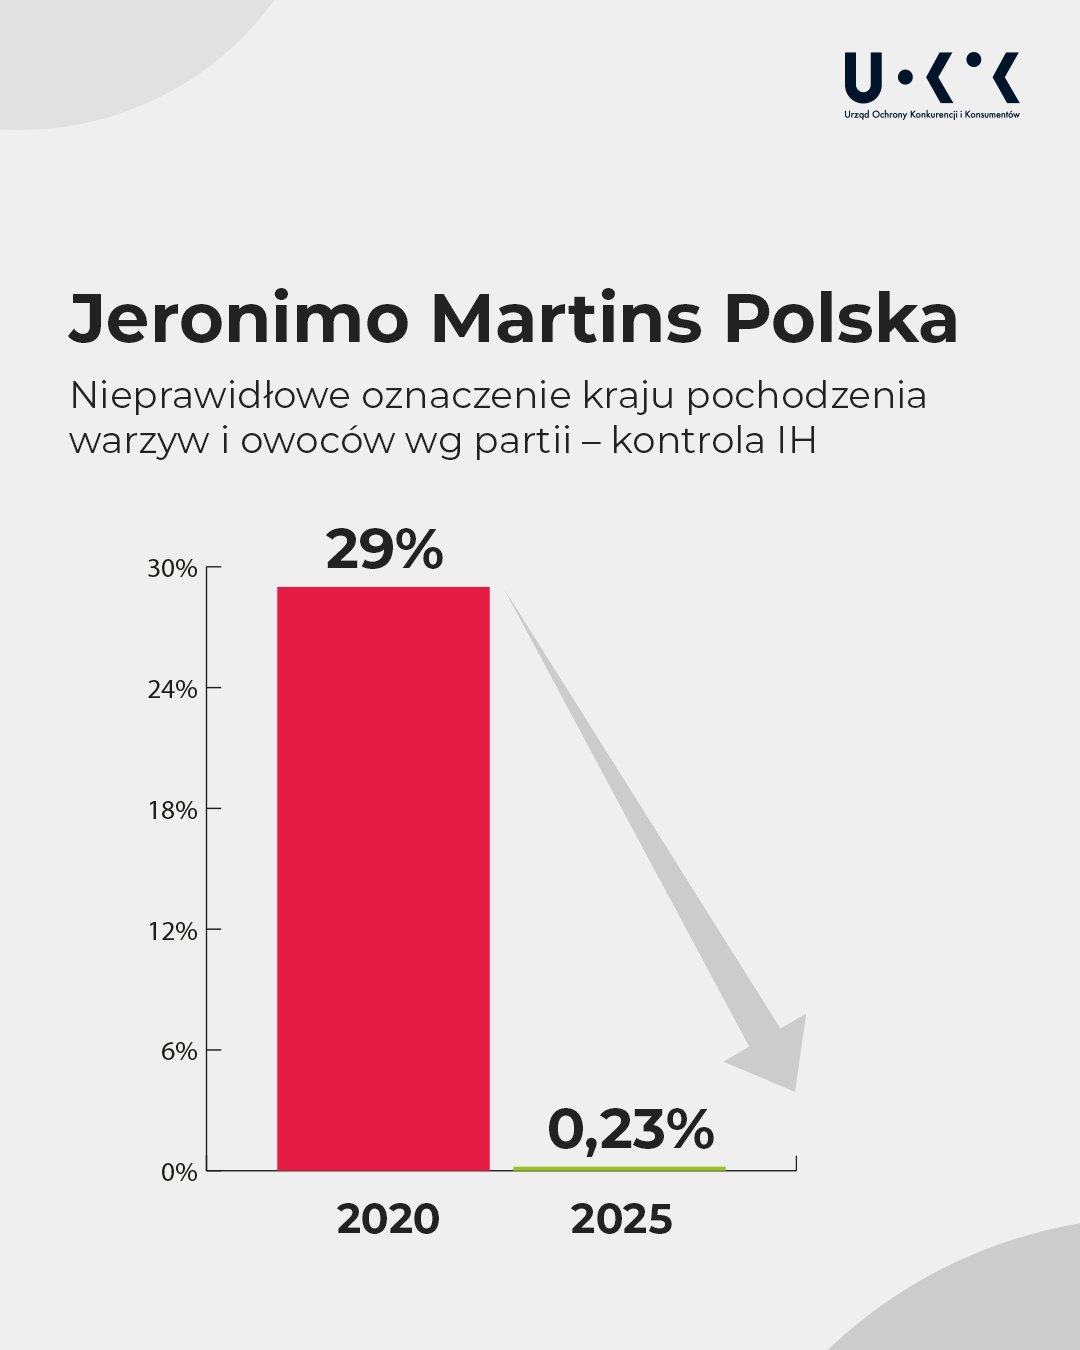 U
Urząd Ochrony Konkurencji i Konsumentów
Jeronimo Martins Polska
Nieprawidłowe oznaczenie kraju pochodzenia
warzyw i owoców wg partii – kontrola IH
29%
30%
24%
18%
12%
6%
0,23%
0%
2020 2025